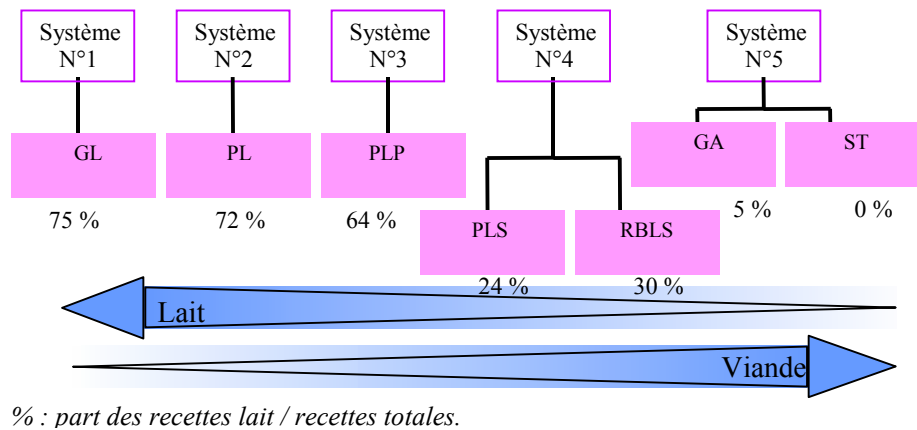 Système N°1
Système N°2
Système N°3
Système N°4
Système N°5
GL
PL
PLP
GA
ST
75 %
72 %
64 %
5 %
0 %
PLS
RBLS
24 %
30 %
Lait
Viande
% : part des recettes lait / recettes totales.